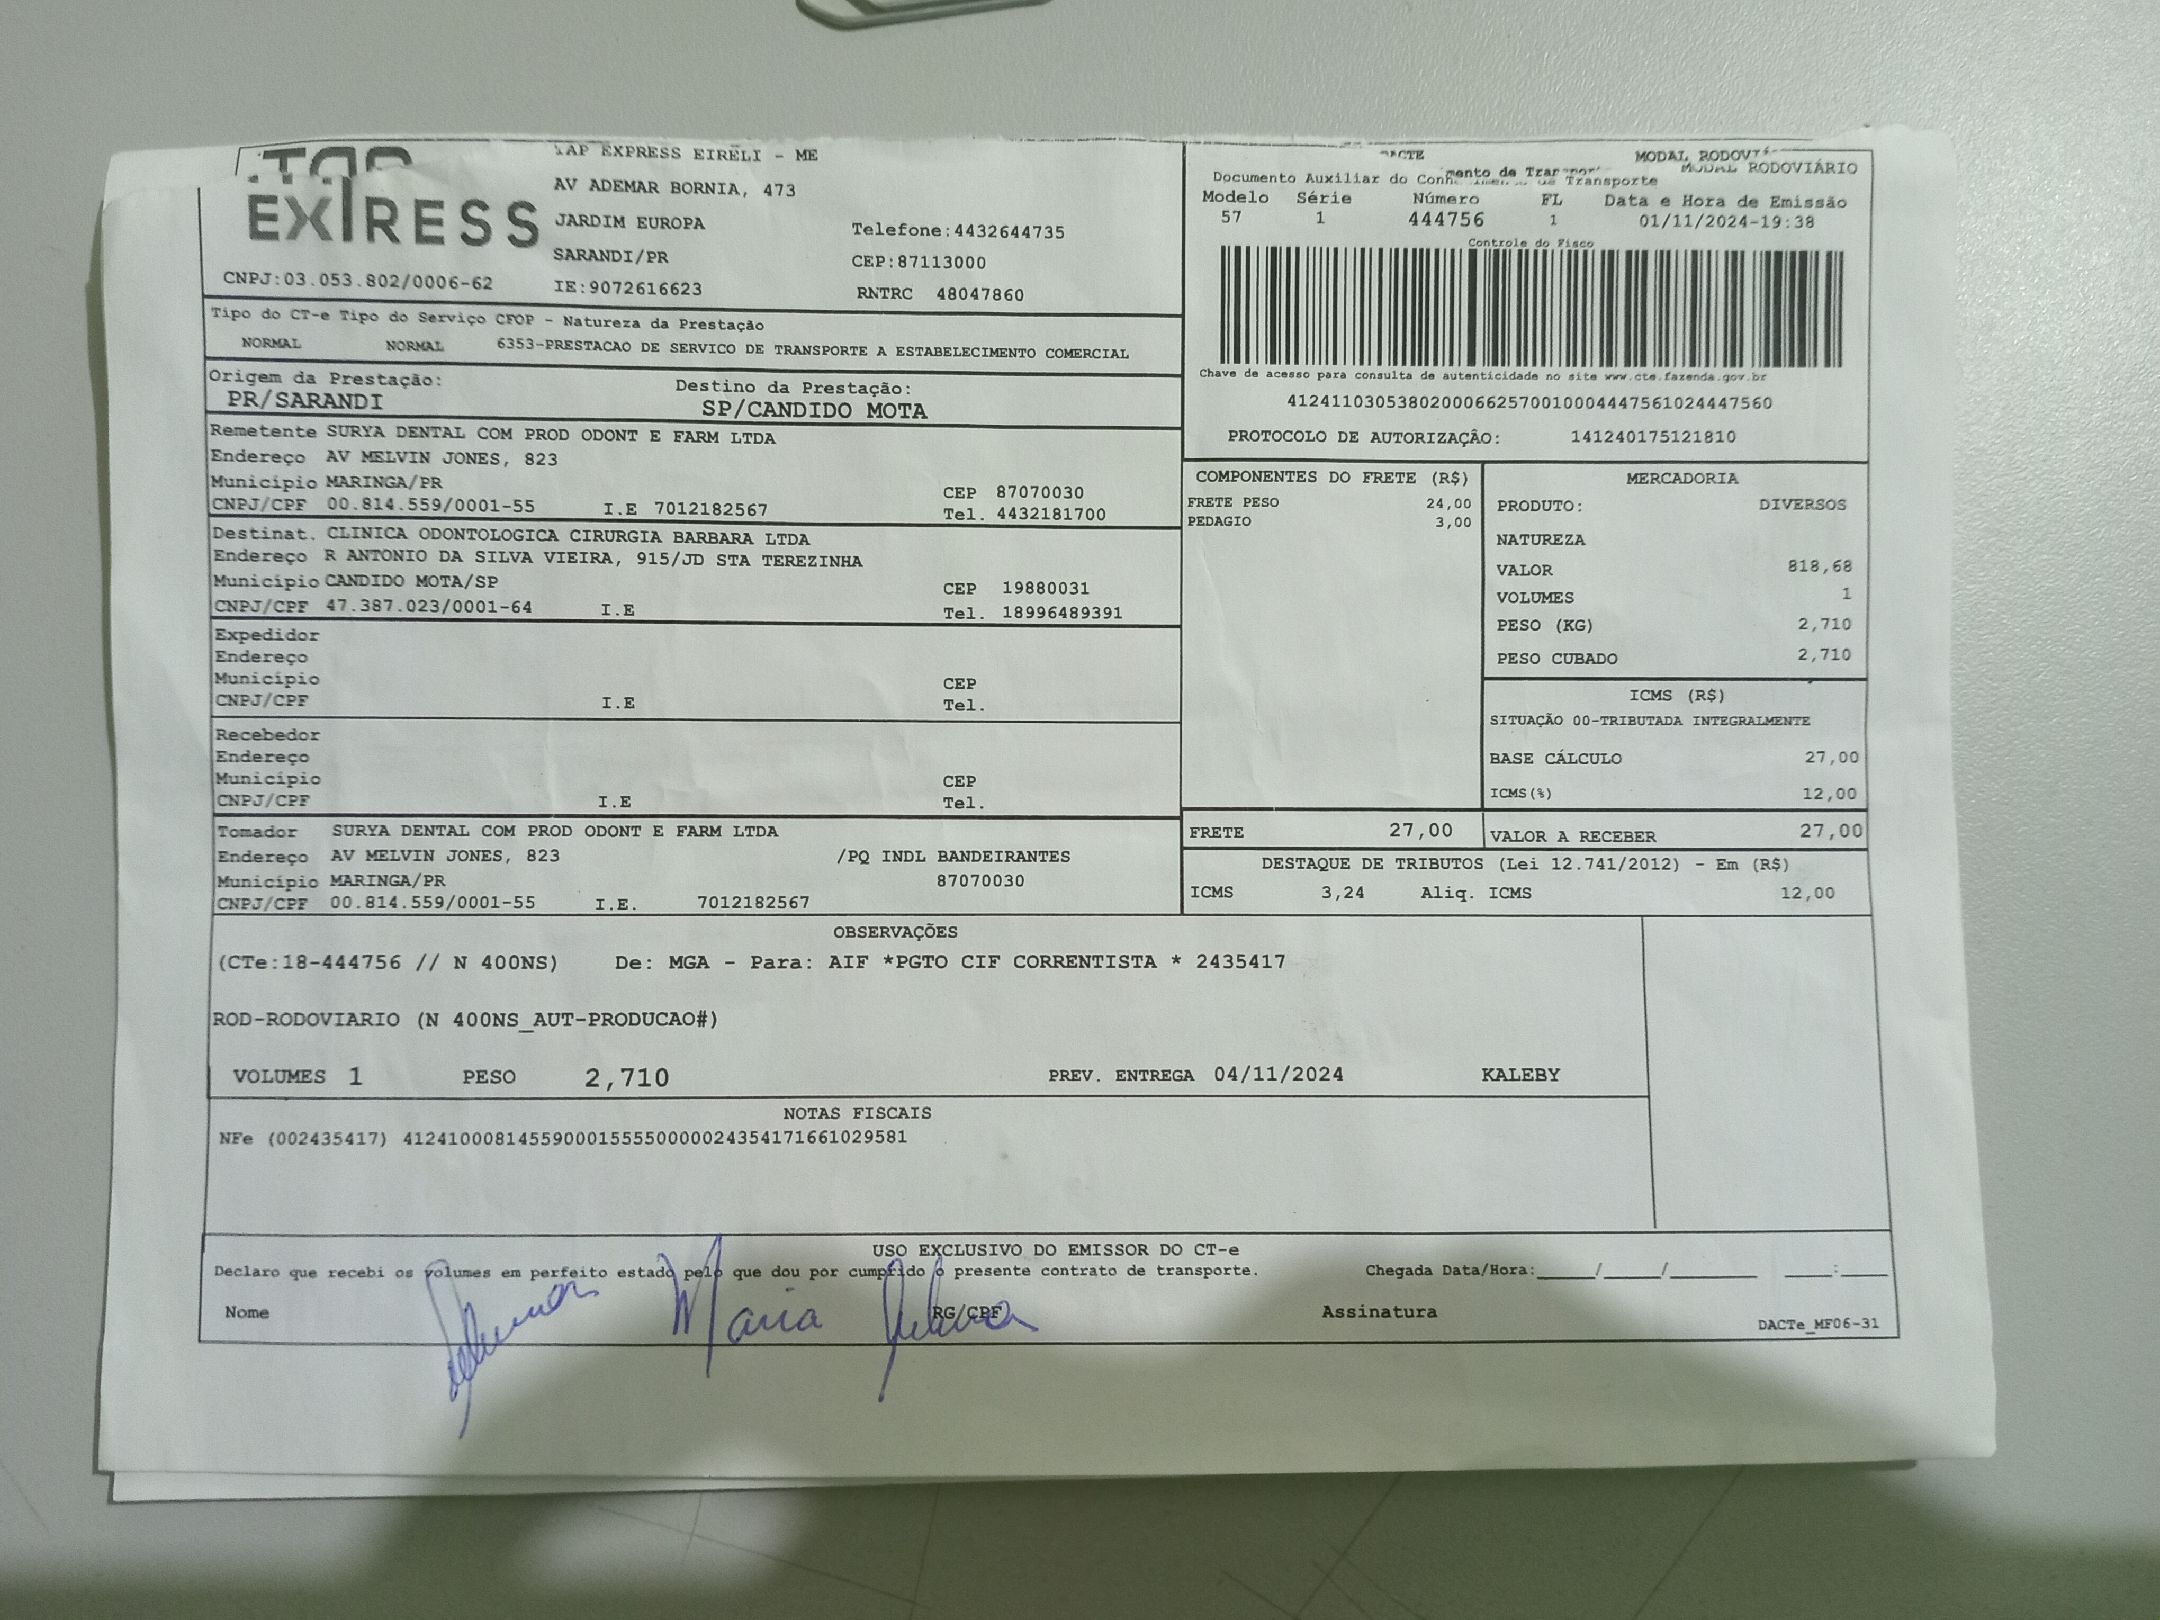 TAP
EXPRESS
TAP EXPRESS EIRELI - ME
AV ADEMAR BORNIA, 473
JARDIM EUROPA
Telefone:4432644735
SARANDI/PR
CEP:87113000
CNPJ:03.053.802/0006-62
IE:9072616623
RNTRC 48047860
DACTE
MODAL RODOVIÁRIO
Documento Auxiliar do Conhecimento de Transporte
Modelo Série Número FL Data e Hora de Emissão
57 1 444756 1 01/11/2024-19:38
Controle do Fisco
Chave de acesso para consulta de autenticidade no site www.cte.fazenda.gov.br
41241103053802000662570010004447561024447560
PROTOCOLO DE AUTORIZAÇÃO: 141240175121810
Tipo do CT-e Tipo do Serviço CFOP - Natureza da Prestação
NORMAL NORMAL 6353-PRESTACAO DE SERVICO DE TRANSPORTE A ESTABELECIMENTO COMERCIAL
Origem da Prestação: Destino da Prestação:
PR/SARANDI SP/CANDIDO MOTA
Remetente SURYA DENTAL COM PROD ODONT E FARM LTDA
Endereço AV MELVIN JONES, 823
Município MARINGA/PR CEP 87070030
CNPJ/CPF 00.814.559/0001-55 I.E 7012182567 Tel. 4432181700
Destinat. CLINICA ODONTOLOGICA CIRURGIA BARBARA LTDA
Endereço R ANTONIO DA SILVA VIEIRA, 915/JD STA TEREZINHA
Município CANDIDO MOTA/SP CEP 19880031
CNPJ/CPF 47.387.023/0001-64 I.E Tel. 18996489391
Expedidor
Endereço
Município CEP
CNPJ/CPF I.E Tel.
Recebedor
Endereço
Município CEP
CNPJ/CPF I.E Tel.
Tomador SURYA DENTAL COM PROD ODONT E FARM LTDA
Endereço AV MELVIN JONES, 823 /PQ INDL BANDEIRANTES
Município MARINGA/PR 87070030
CNPJ/CPF 00.814.559/0001-55 I.E. 7012182567
COMPONENTES DO FRETE (R$)
FRETE PESO 24,00
PEDAGIO 3,00
MERCADORIA
PRODUTO: DIVERSOS
NATUREZA
VALOR 818,68
VOLUMES 1
PESO (KG) 2,710
PESO CUBADO 2,710
ICMS (R$)
SITUAÇÃO 00-TRIBUTADA INTEGRALMENTE
BASE CÁLCULO 27,00
ICMS(%) 12,00
FRETE 27,00 VALOR A RECEBER 27,00
DESTAQUE DE TRIBUTOS (Lei 12.741/2012) - Em (R$)
ICMS 3,24 Aliq. ICMS 12,00
OBSERVAÇÕES
(CTe:18-444756 // N 400NS) De: MGA - Para: AIF *PGTO CIF CORRENTISTA * 2435417
ROD-RODOVIARIO (N 400NS_AUT-PRODUCAO#)
VOLUMES 1 PESO 2,710 PREV. ENTREGA 04/11/2024 KALEBY
NOTAS FISCAIS
NFe (002435417) 41241000814559000155550000024354171661029581
USO EXCLUSIVO DO EMISSOR DO CT-e
Declaro que recebi os volumes em perfeito estado pelo que dou por cumprido o presente contrato de transporte. Chegada Data/Hora:_____/_____/________ ____:____
Nome Maria RG/CPF Assinatura
DACTe_MF06-31